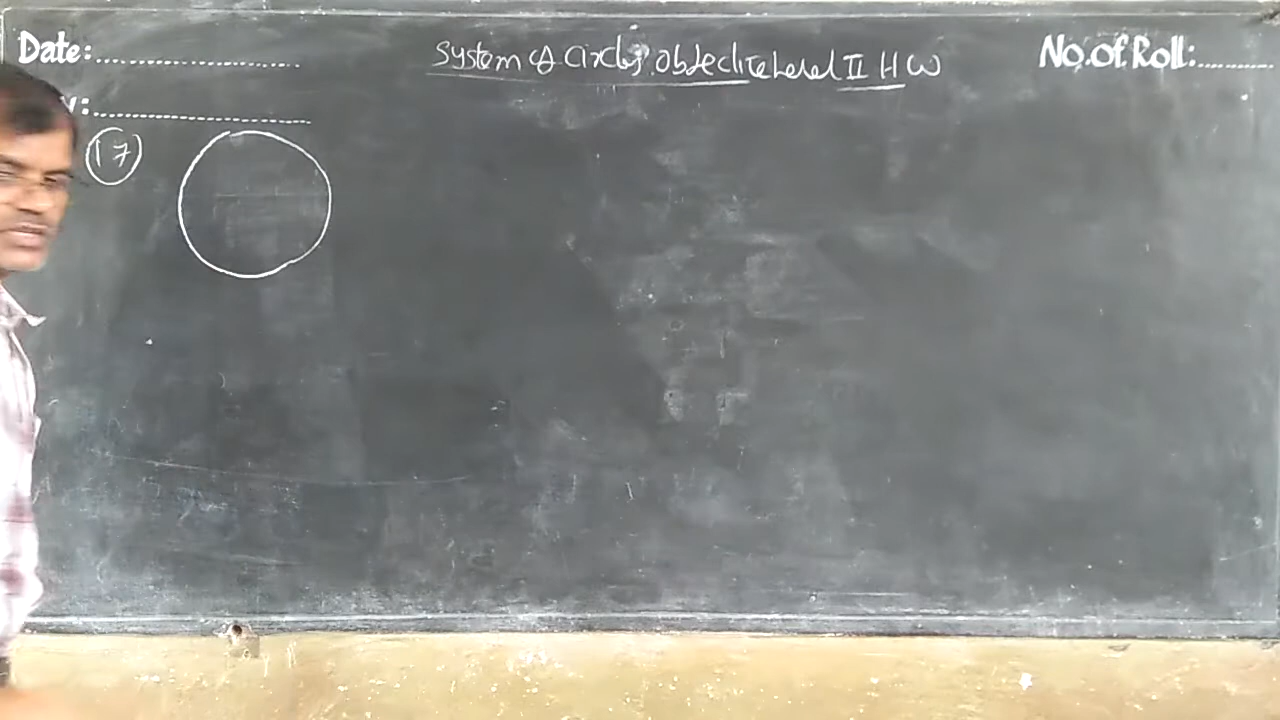 Date:
System of Circles objective Level II HW
No.of Roll:
y:
17